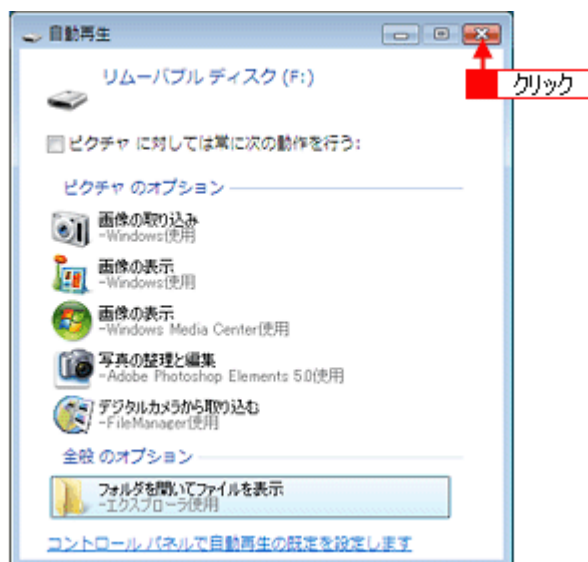 自動再生
リムーバブル ディスク (F:)
クリック
ピクチャ に対しては常に次の動作を行う:
ピクチャ のオプション
画像の取り込み
-Windows使用
画像の表示
-Windows使用
画像の表示
-Windows Media Center使用
写真の整理と編集
-Adobe Photoshop Elements 5.0使用
デジタルカメラから取り込む
-FileManager使用
全般 のオプション
フォルダを開いてファイルを表示
-エクスプローラ使用
コントロール パネルで自動再生の既定を設定します